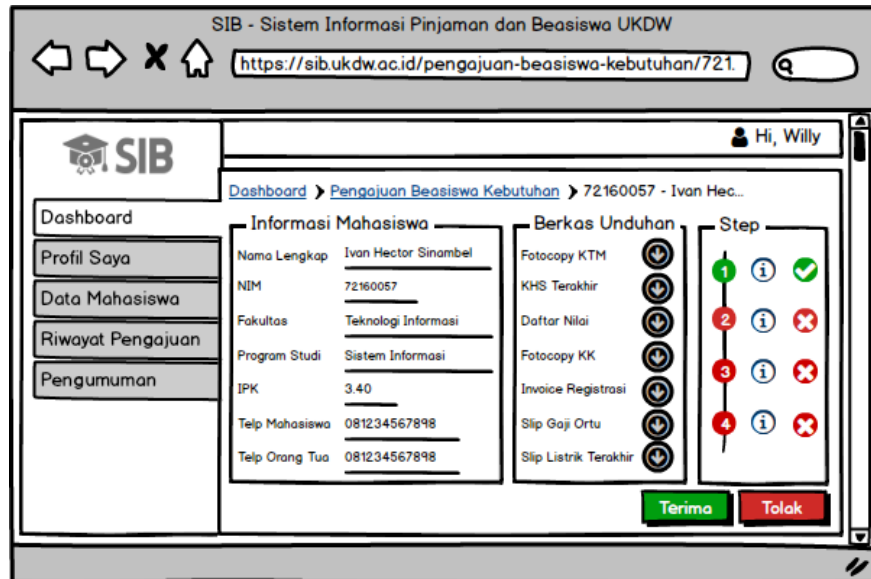 SIB - Sistem Informasi Pinjaman dan Beasiswa UKDW
https://sib.ukdw.ac.id/pengajuan-beasiswa-kebutuhan/721.
SIB
Hi, Willy
Dashboard
Profil Saya
Data Mahasiswa
Riwayat Pengajuan
Pengumuman
Dashboard Pengajuan Beasiswa Kebutuhan 72160057 - Ivan Hec...
Informasi Mahasiswa
Nama Lengkap Ivan Hector Sinambel
NIM 72160057
Fakultas Teknologi Informasi
Program Studi Sistem Informasi
IPK 3.40
Telp Mahasiswa 081234567898
Telp Orang Tua 081234567898
Berkas Unduhan
Fotocopy KTM
KHS Terakhir
Daftar Nilai
Fotocopy KK
Invoice Registrasi
Slip Gaji Ortu
Slip Listrik Terakhir
Step
1
2
3
4
Terima Tolak